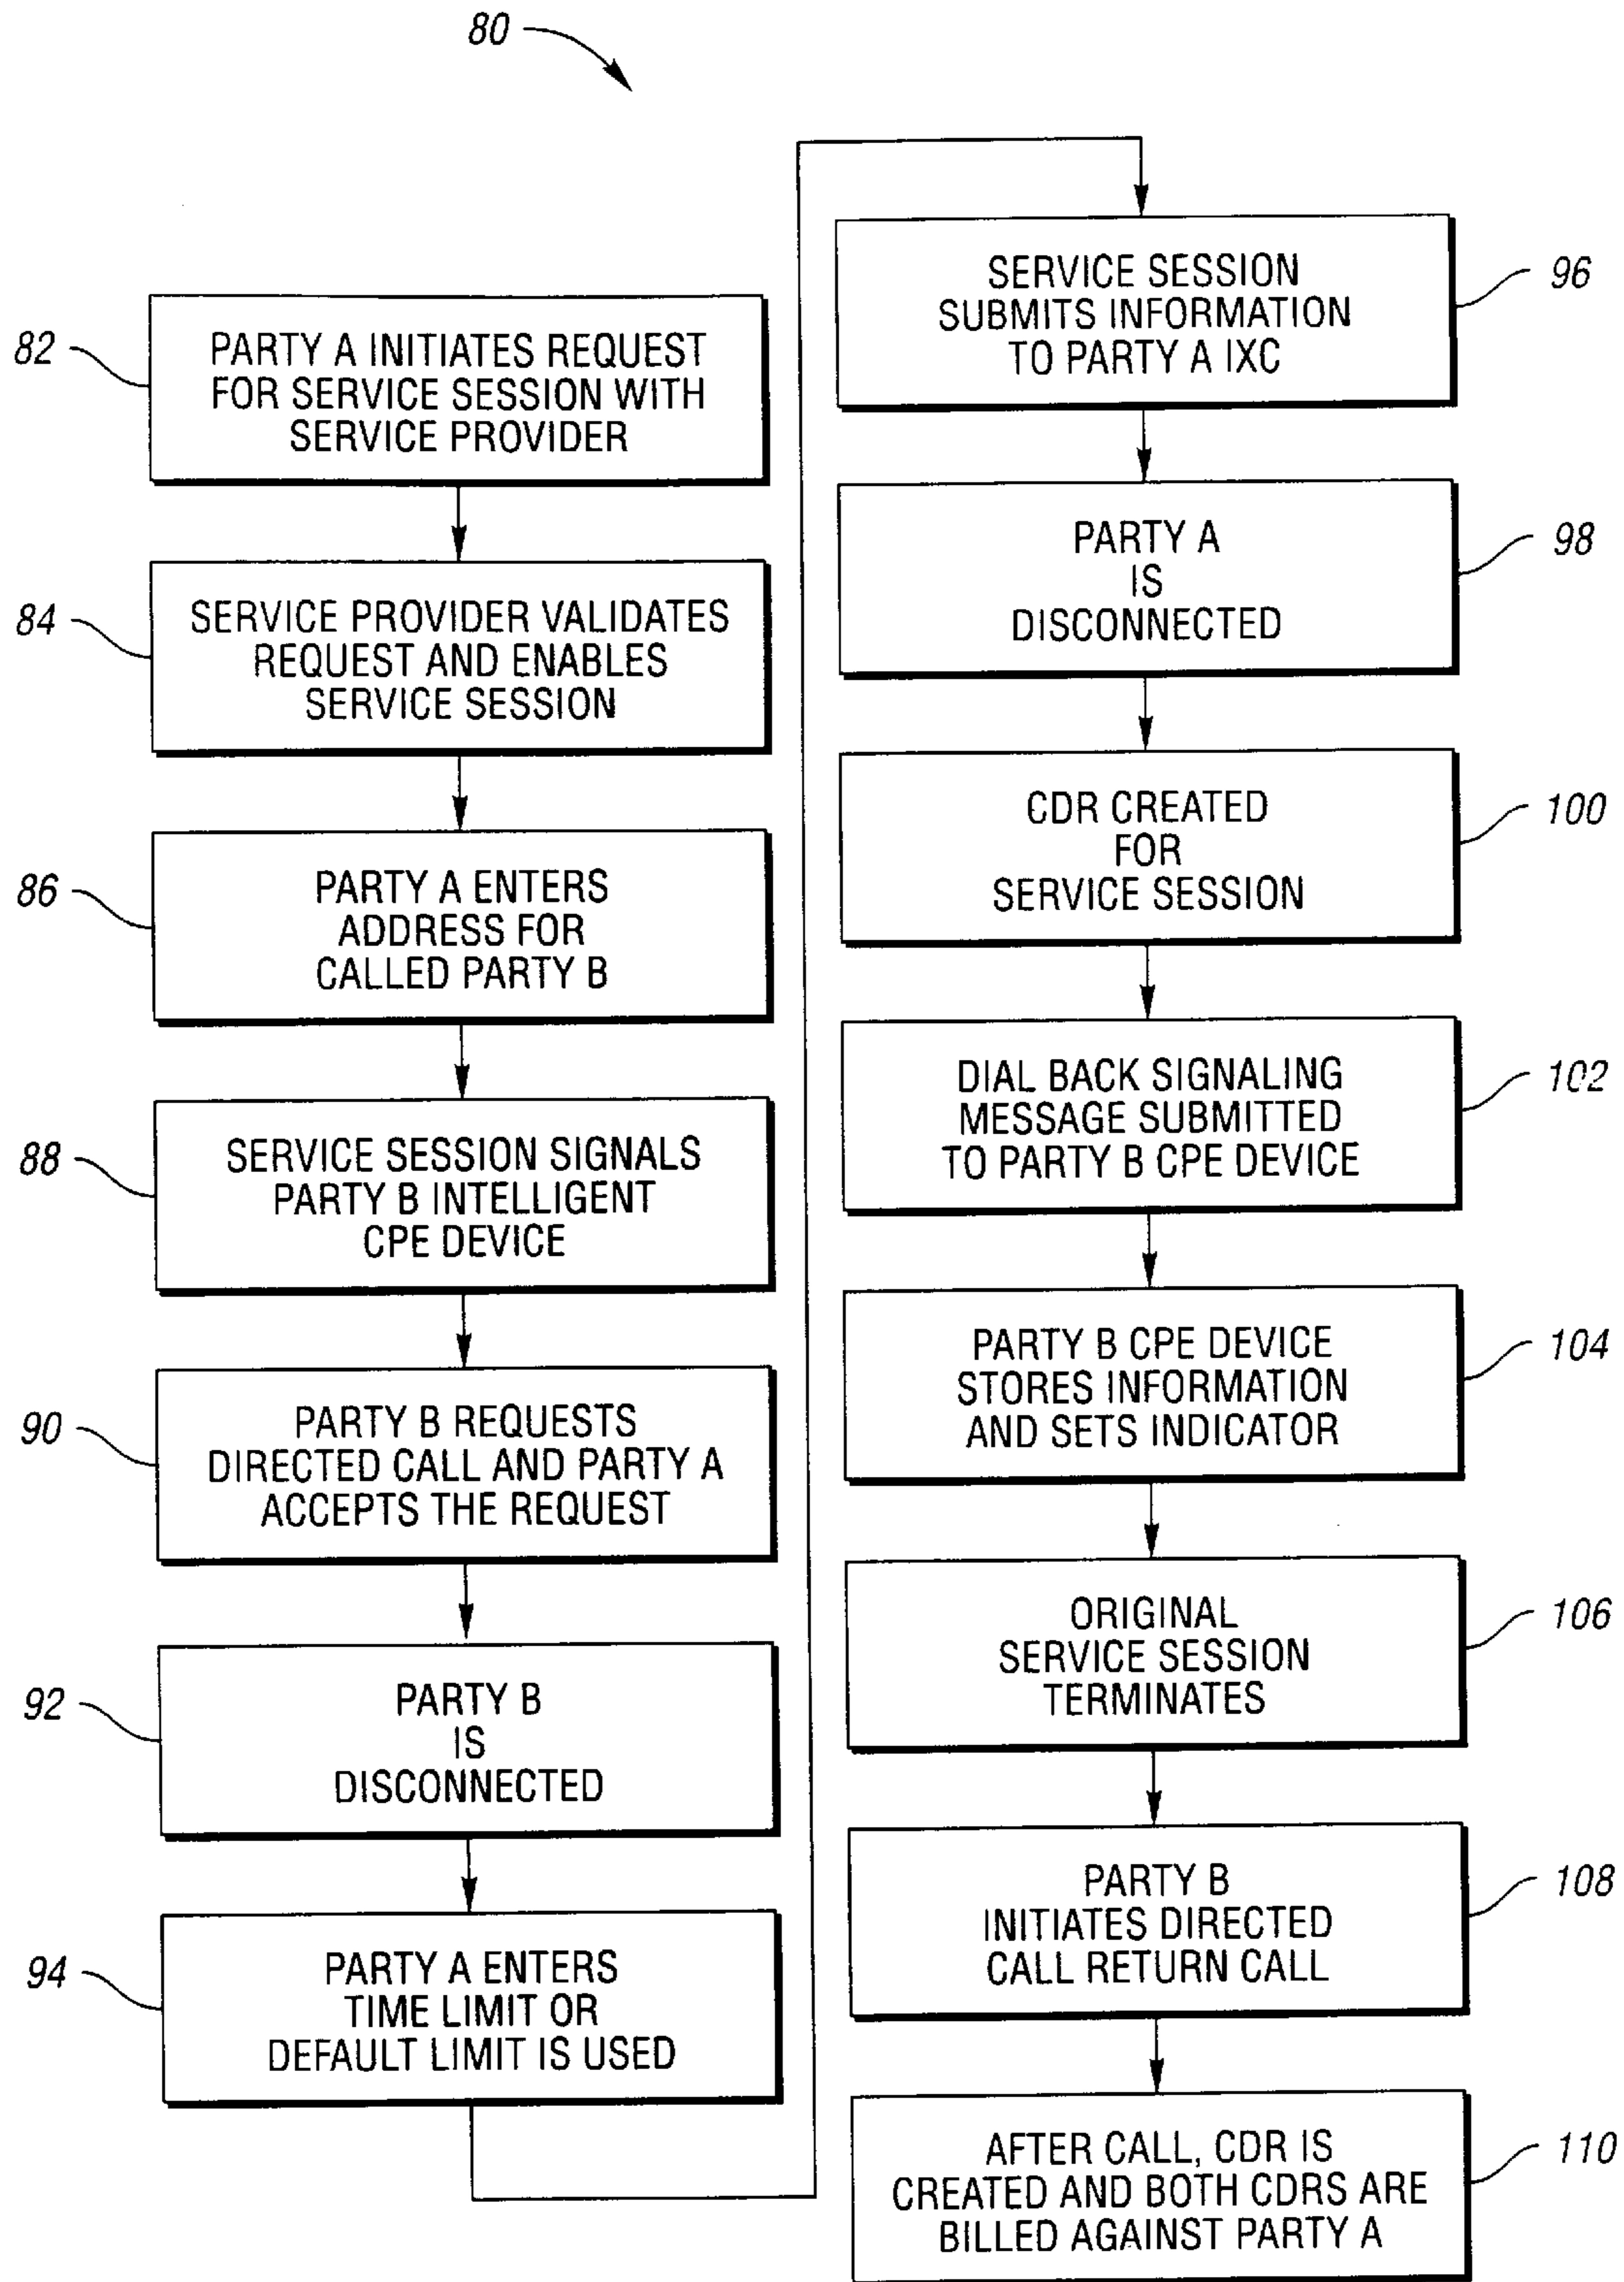 80
82
PARTY A INITIATES REQUEST
FOR SERVICE SESSION WITH
SERVICE PROVIDER
84
SERVICE PROVIDER VALIDATES
REQUEST AND ENABLES
SERVICE SESSION
86
PARTY A ENTERS
ADDRESS FOR
CALLED PARTY B
88
SERVICE SESSION SIGNALS
PARTY B INTELLIGENT
CPE DEVICE
90
PARTY B REQUESTS
DIRECTED CALL AND PARTY A
ACCEPTS THE REQUEST
92
PARTY B
IS
DISCONNECTED
94
PARTY A ENTERS
TIME LIMIT OR
DEFAULT LIMIT IS USED
SERVICE SESSION
SUBMITS INFORMATION
TO PARTY A IXC
96
PARTY A
IS
DISCONNECTED
98
CDR CREATED
FOR
SERVICE SESSION
100
DIAL BACK SIGNALING
MESSAGE SUBMITTED
TO PARTY B CPE DEVICE
102
PARTY B CPE DEVICE
STORES INFORMATION
AND SETS INDICATOR
104
ORIGINAL
SERVICE SESSION
TERMINATES
106
PARTY B
INITIATES DIRECTED
CALL RETURN CALL
108
AFTER CALL, CDR IS
CREATED AND BOTH CDRS ARE
BILLED AGAINST PARTY A
110